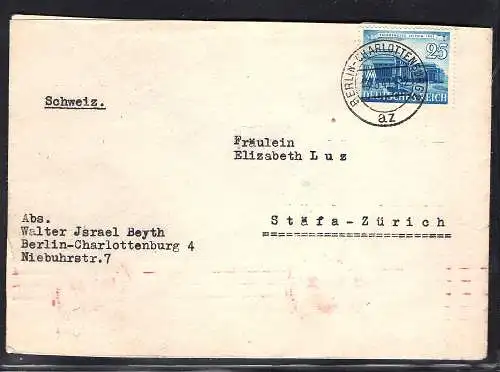 25
DEUTSCHES REICH
BERLIN-CHARLOTTENBURG
az
Schweiz.
Fräulein
Elizabeth Luz
Stäfa-Zürich
Abs.
Walter Jsrael Beyth
Berlin-Charlottenburg 4
Niebuhrstr.7